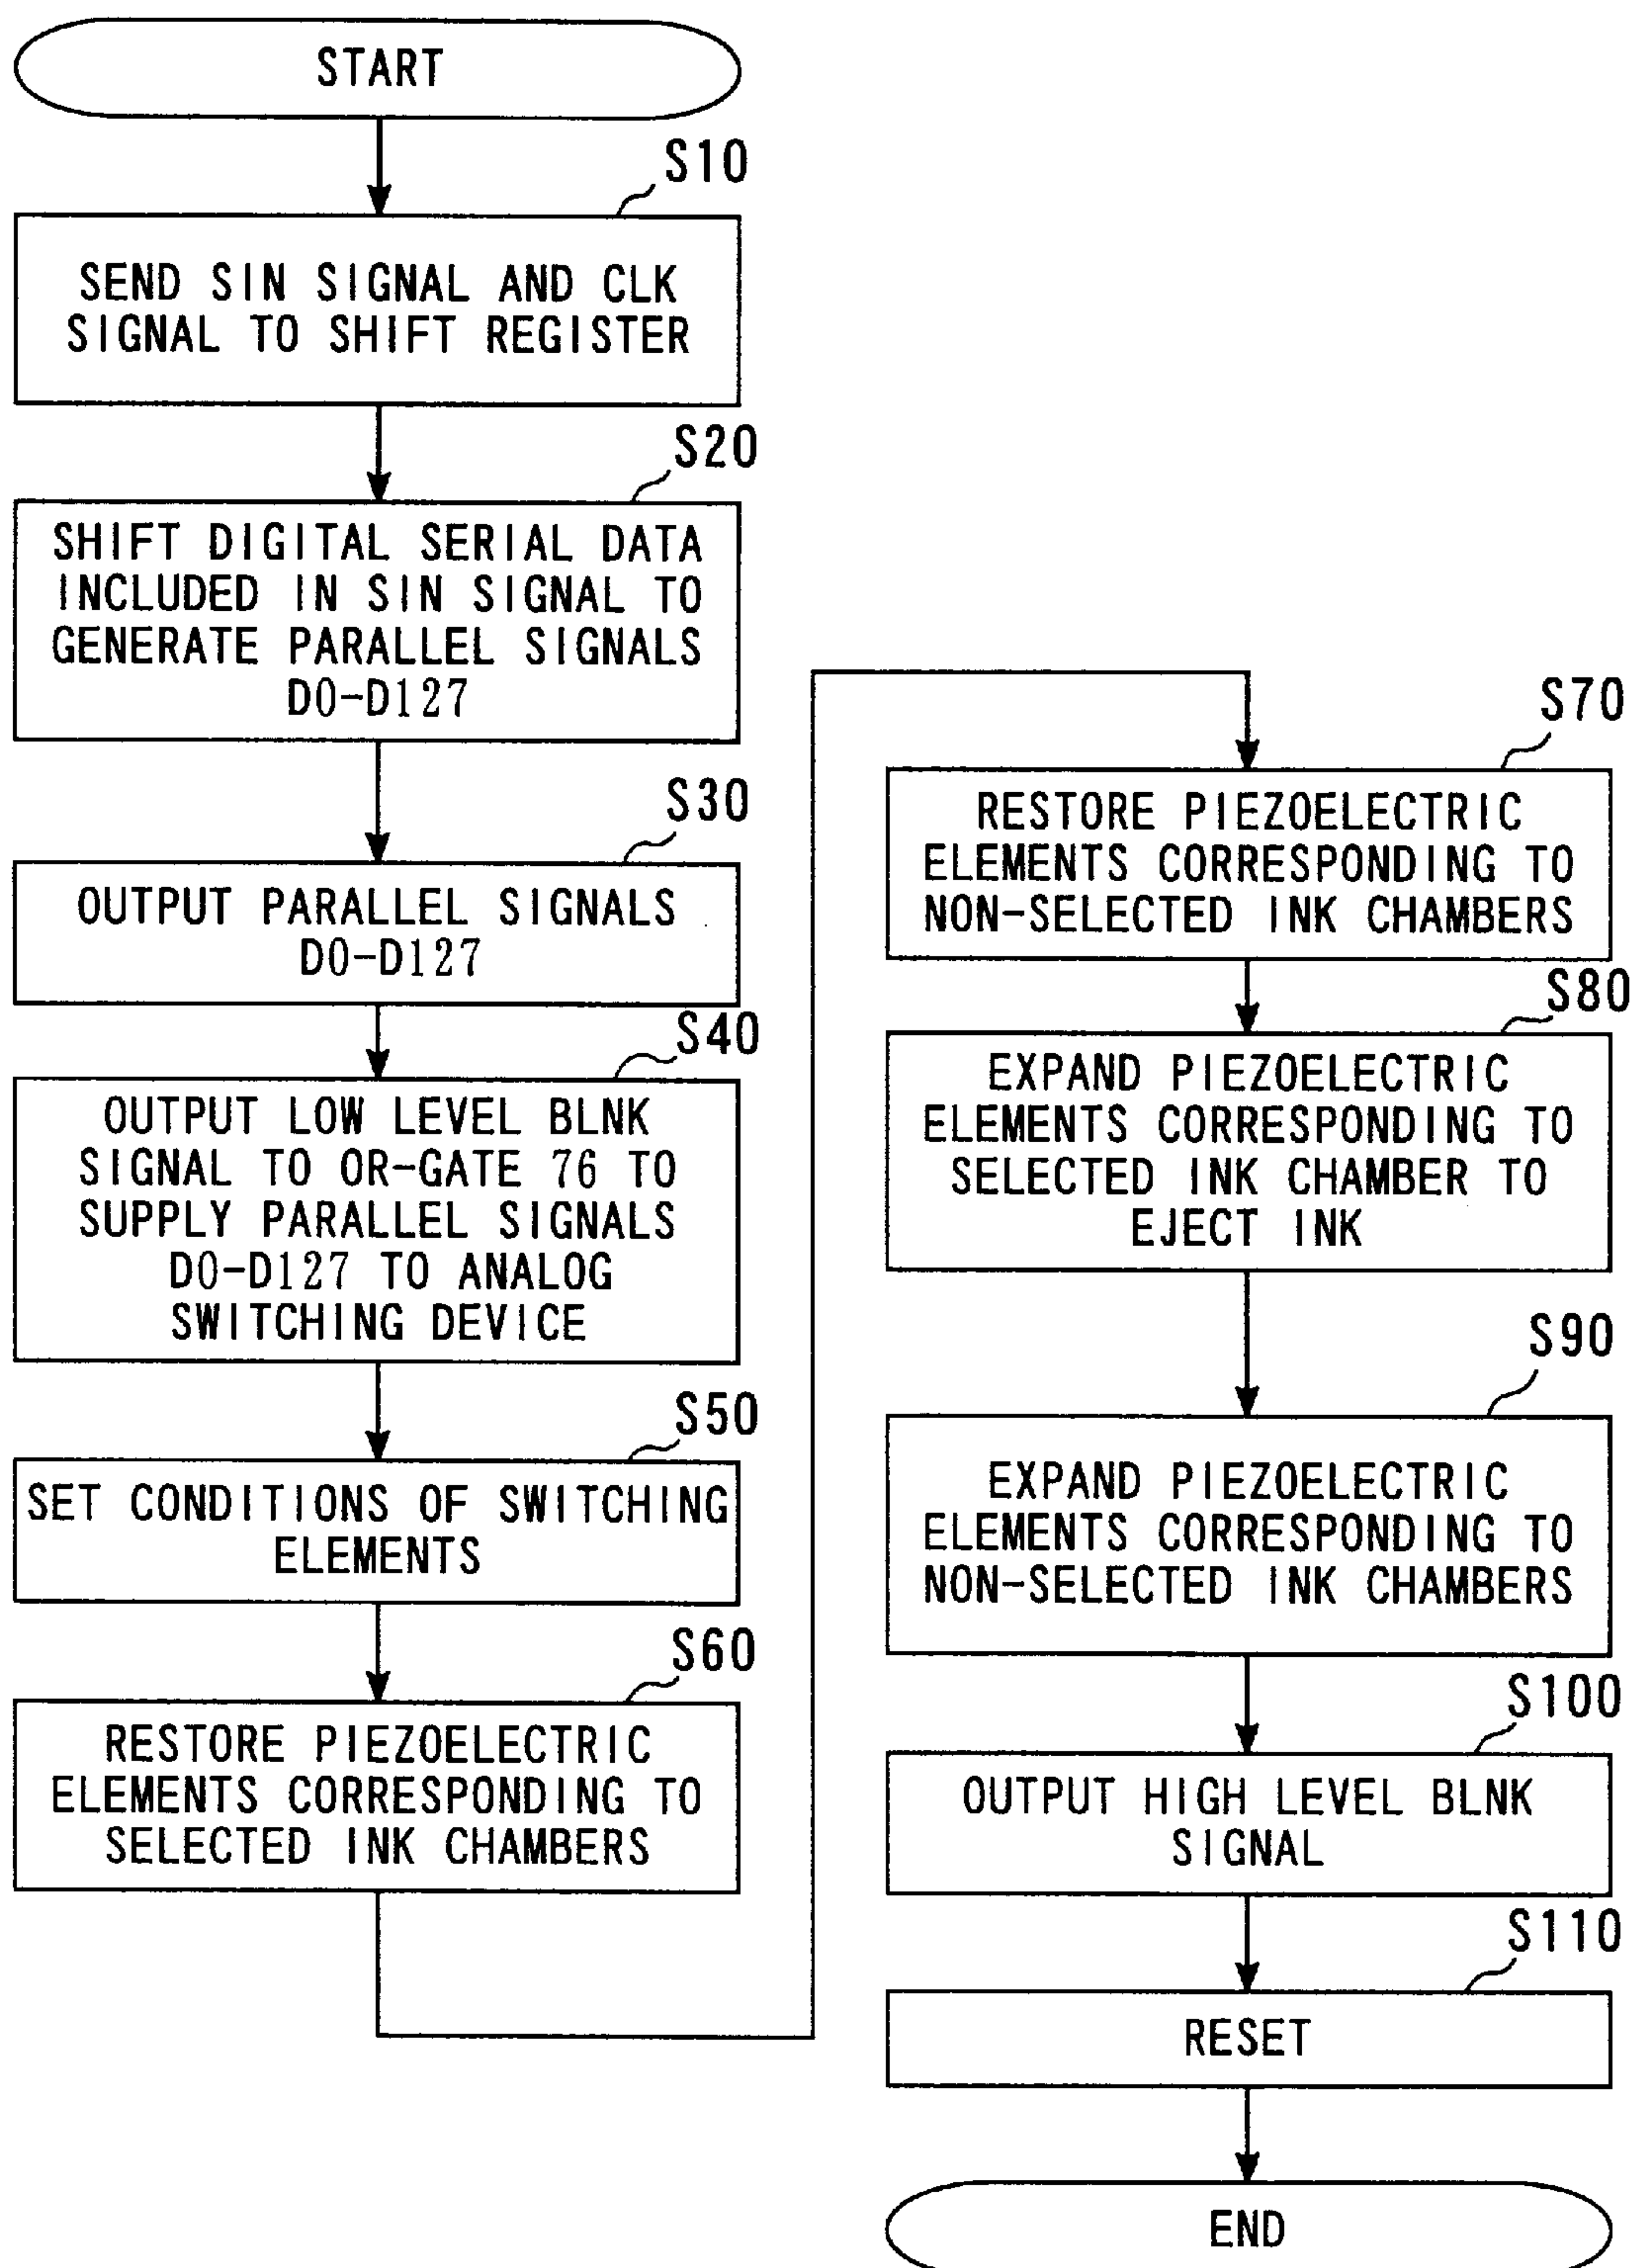 START
S10
SEND SIN SIGNAL AND CLK
SIGNAL TO SHIFT REGISTER
S20
SHIFT DIGITAL SERIAL DATA
INCLUDED IN SIN SIGNAL TO
GENERATE PARALLEL SIGNALS
D0-D127
S30
OUTPUT PARALLEL SIGNALS
D0-D127
S40
OUTPUT LOW LEVEL BLNK
SIGNAL TO OR-GATE 76 TO
SUPPLY PARALLEL SIGNALS
D0-D127 TO ANALOG
SWITCHING DEVICE
S50
SET CONDITIONS OF SWITCHING
ELEMENTS
S60
RESTORE PIEZOELECTRIC
ELEMENTS CORRESPONDING TO
SELECTED INK CHAMBERS
S70
RESTORE PIEZOELECTRIC
ELEMENTS CORRESPONDING TO
NON-SELECTED INK CHAMBERS
S80
EXPAND PIEZOELECTRIC
ELEMENTS CORRESPONDING TO
SELECTED INK CHAMBER TO
EJECT INK
S90
EXPAND PIEZOELECTRIC
ELEMENTS CORRESPONDING TO
NON-SELECTED INK CHAMBERS
S100
OUTPUT HIGH LEVEL BLNK
SIGNAL
S110
RESET
END